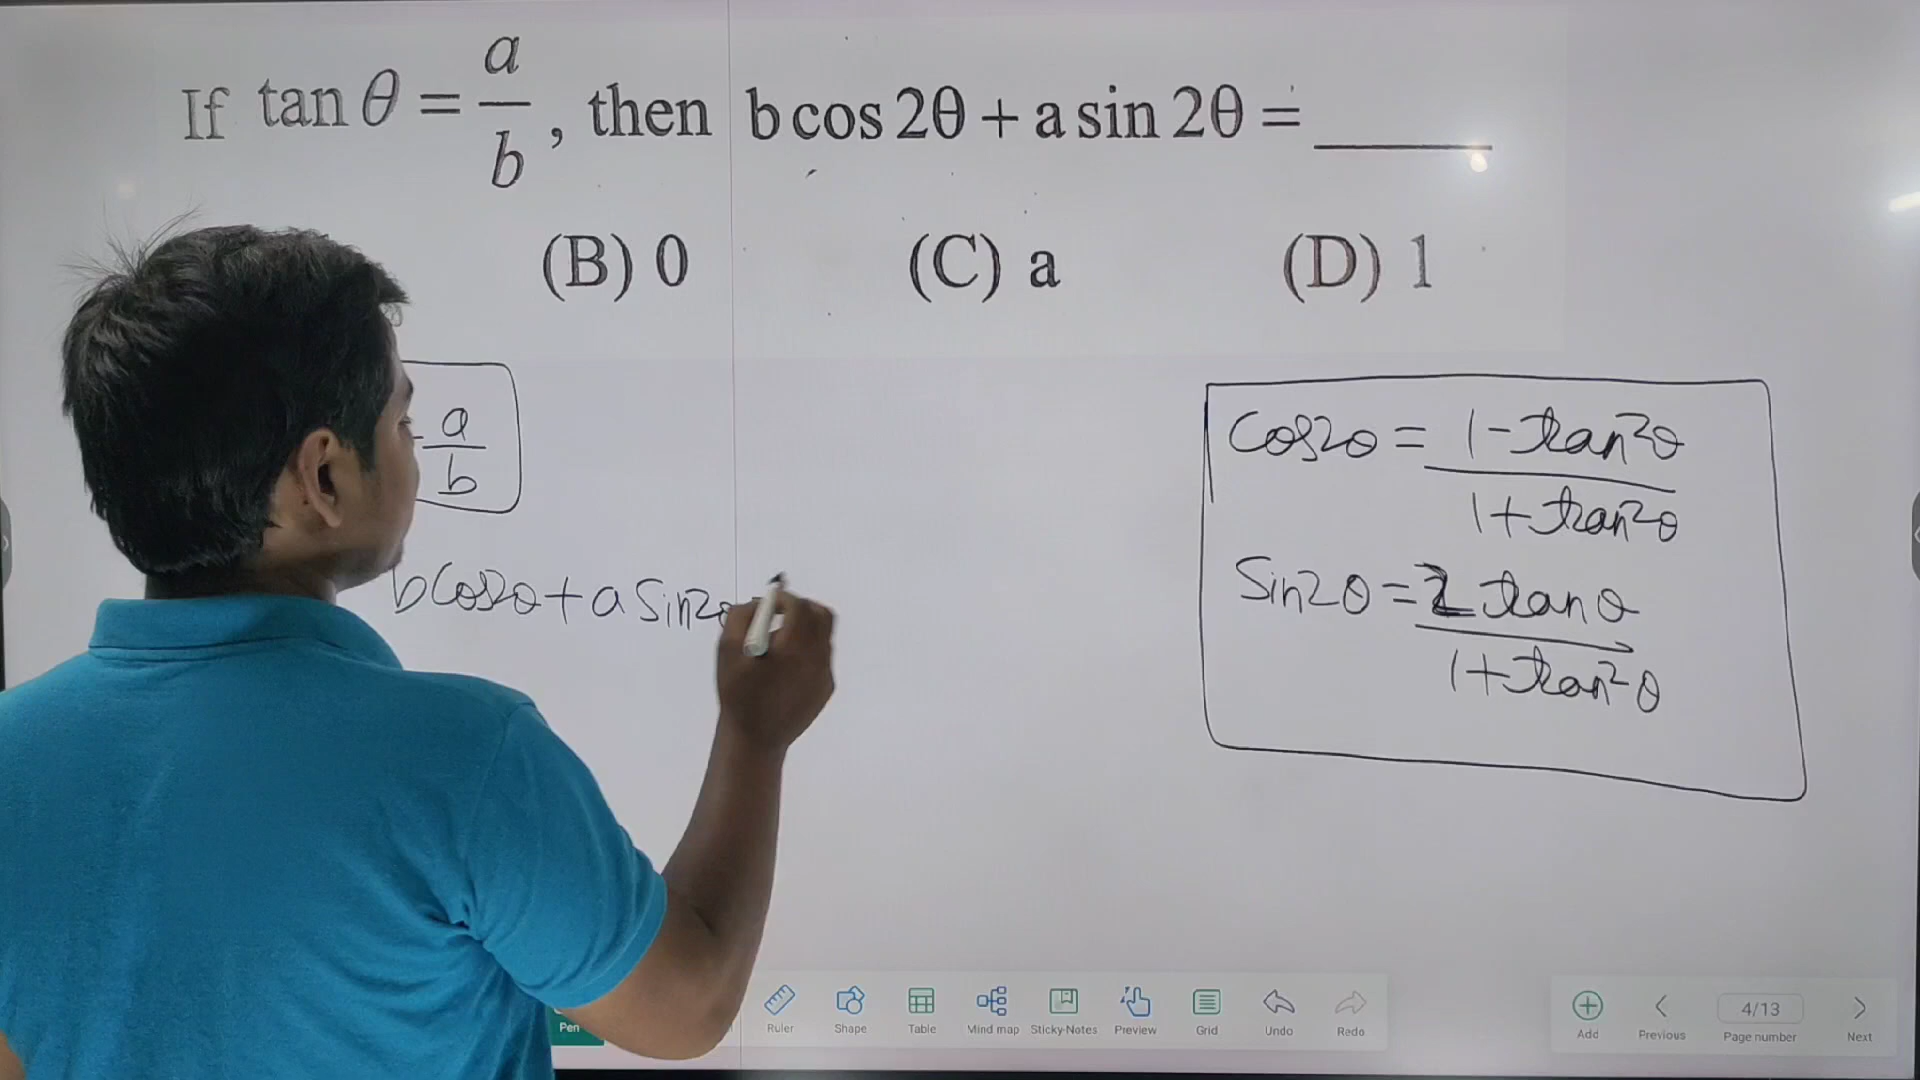 If tan θ = a/b, then b cos 2θ + a sin 2θ = ______
(B) 0 (C) a (D) 1
a/b
b cos2θ + a sin2θ
cos2θ = (1 - tan²θ)/(1 + tan²θ)
sin2θ = 2 tan θ/(1 + tan² θ)
Pen Ruler Shape Table Mind map Sticky-Notes Preview Grid Undo Redo
Add Previous 4/13 Page number Next